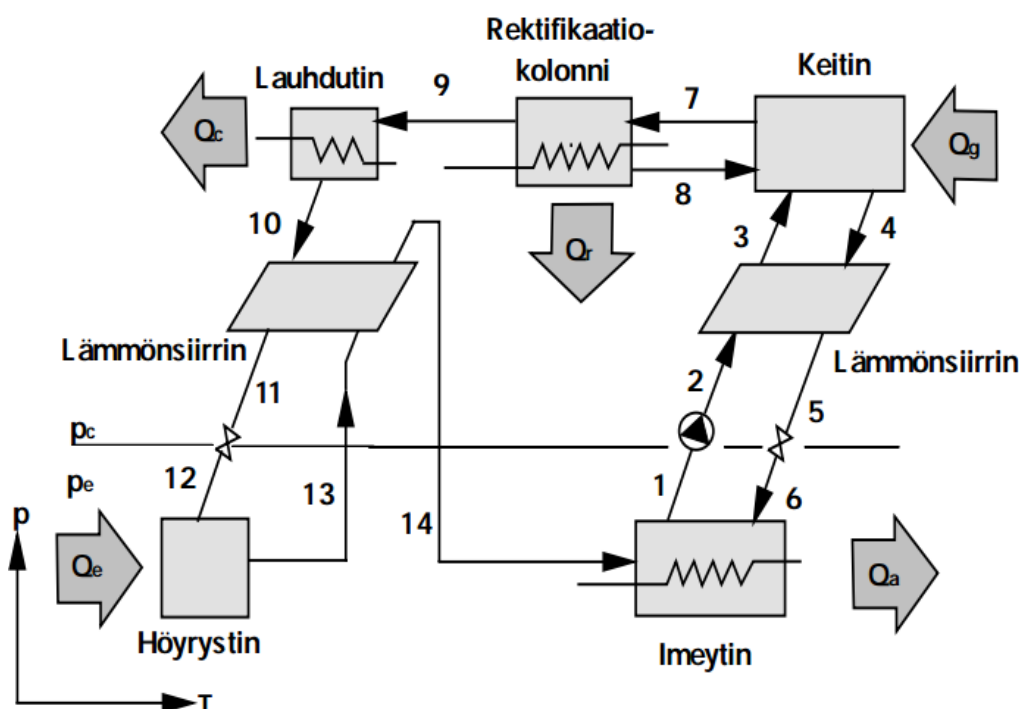 Rektifikaatio-
kolonni
Keitin
Lauhdutin
9
7
Qc
Qg
8
10
3
4
Qr
Lämmönsiirrin
Lämmönsiirrin
11
2
5
pc
12
13
1
6
pe
p
14
Qe
Qa
Höyrystin
Imeytin
T